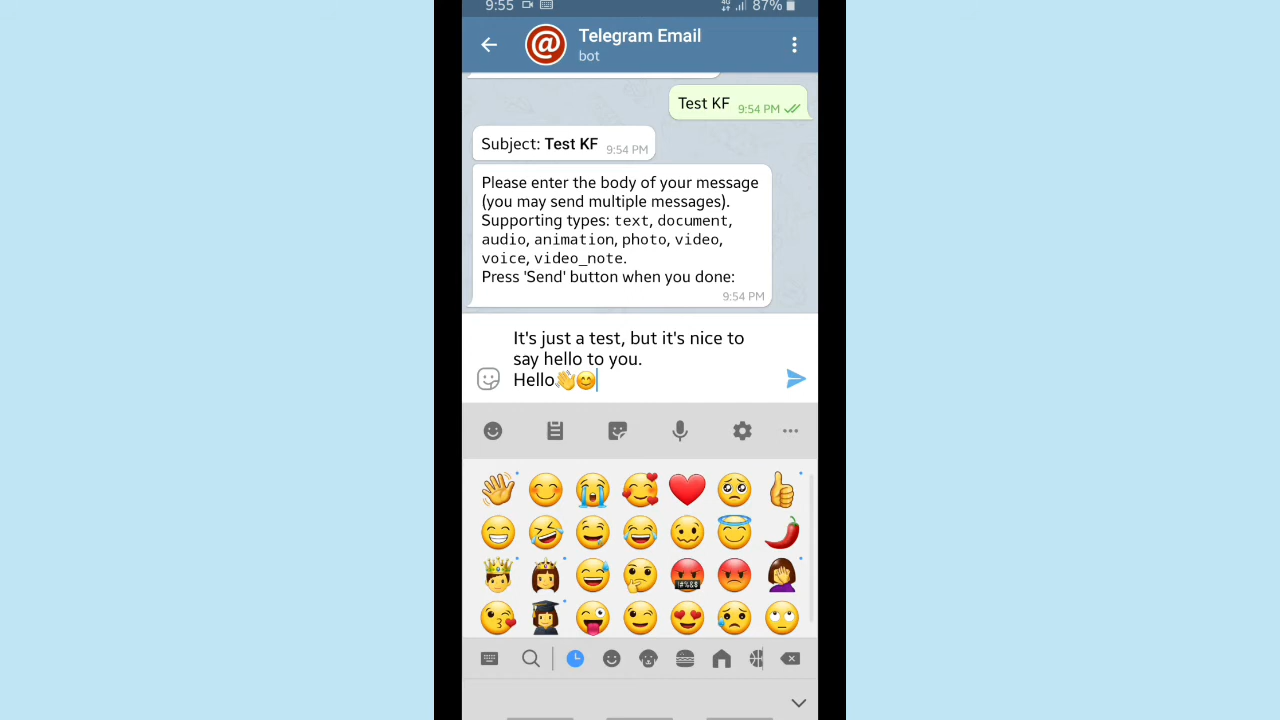 9:55 4G 87%
@ Telegram Email
bot
Test KF 9:54 PM
Subject: Test KF 9:54 PM
Please enter the body of your message
(you may send multiple messages).
Supporting types: text, document,
audio, animation, photo, video,
voice, video_note.
Press 'Send' button when you done:
9:54 PM
It's just a test, but it's nice to
say hello to you.
Hello👋😊